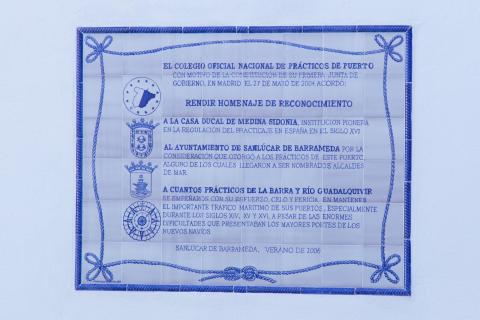 EL COLEGIO OFICIAL NACIONAL DE PRÁCTICOS DE PUERTO
CON MOTIVO DE LA CONSTITUCIÓN DE SU PRIMERA JUNTA DE
GOBIERNO, EN MADRID EL 27 DE MAYO DE 2004 ACORDÓ:
RENDIR HOMENAJE DE RECONOCIMIENTO
A LA CASA DUCAL DE MEDINA SIDONIA, INSTITUCIÓN PIONERA
EN LA REGULACIÓN DEL PRACTICAJE EN ESPAÑA EN EL SIGLO XVI
AL AYUNTAMIENTO DE SANLÚCAR DE BARRAMEDA POR LA
CONSIDERACIÓN QUE OTORGÓ A LOS PRÁCTICOS DE ESTE PUERTO,
ALGUNO DE LOS CUALES LLEGARON A SER NOMBRADOS ALCALDES
DE MAR.
A CUANTOS PRÁCTICOS DE LA BARRA Y RÍO GUADALQUIVIR
SE EMPEÑARON CON SU ESFUERZO, CELO Y PERICIA, EN MANTENER
EL IMPORTANTE TRÁFICO MARÍTIMO DE SUS PUERTOS, ESPECIALMENTE
DURANTE LOS SIGLOS XIV, XV Y XVI, A PESAR DE LAS ENORMES
DIFICULTADES QUE PRESENTABAN LOS MAYORES PORTES DE LOS
NUEVOS NAVÍOS
SANLÚCAR DE BARRAMEDA, VERANO DE 2006